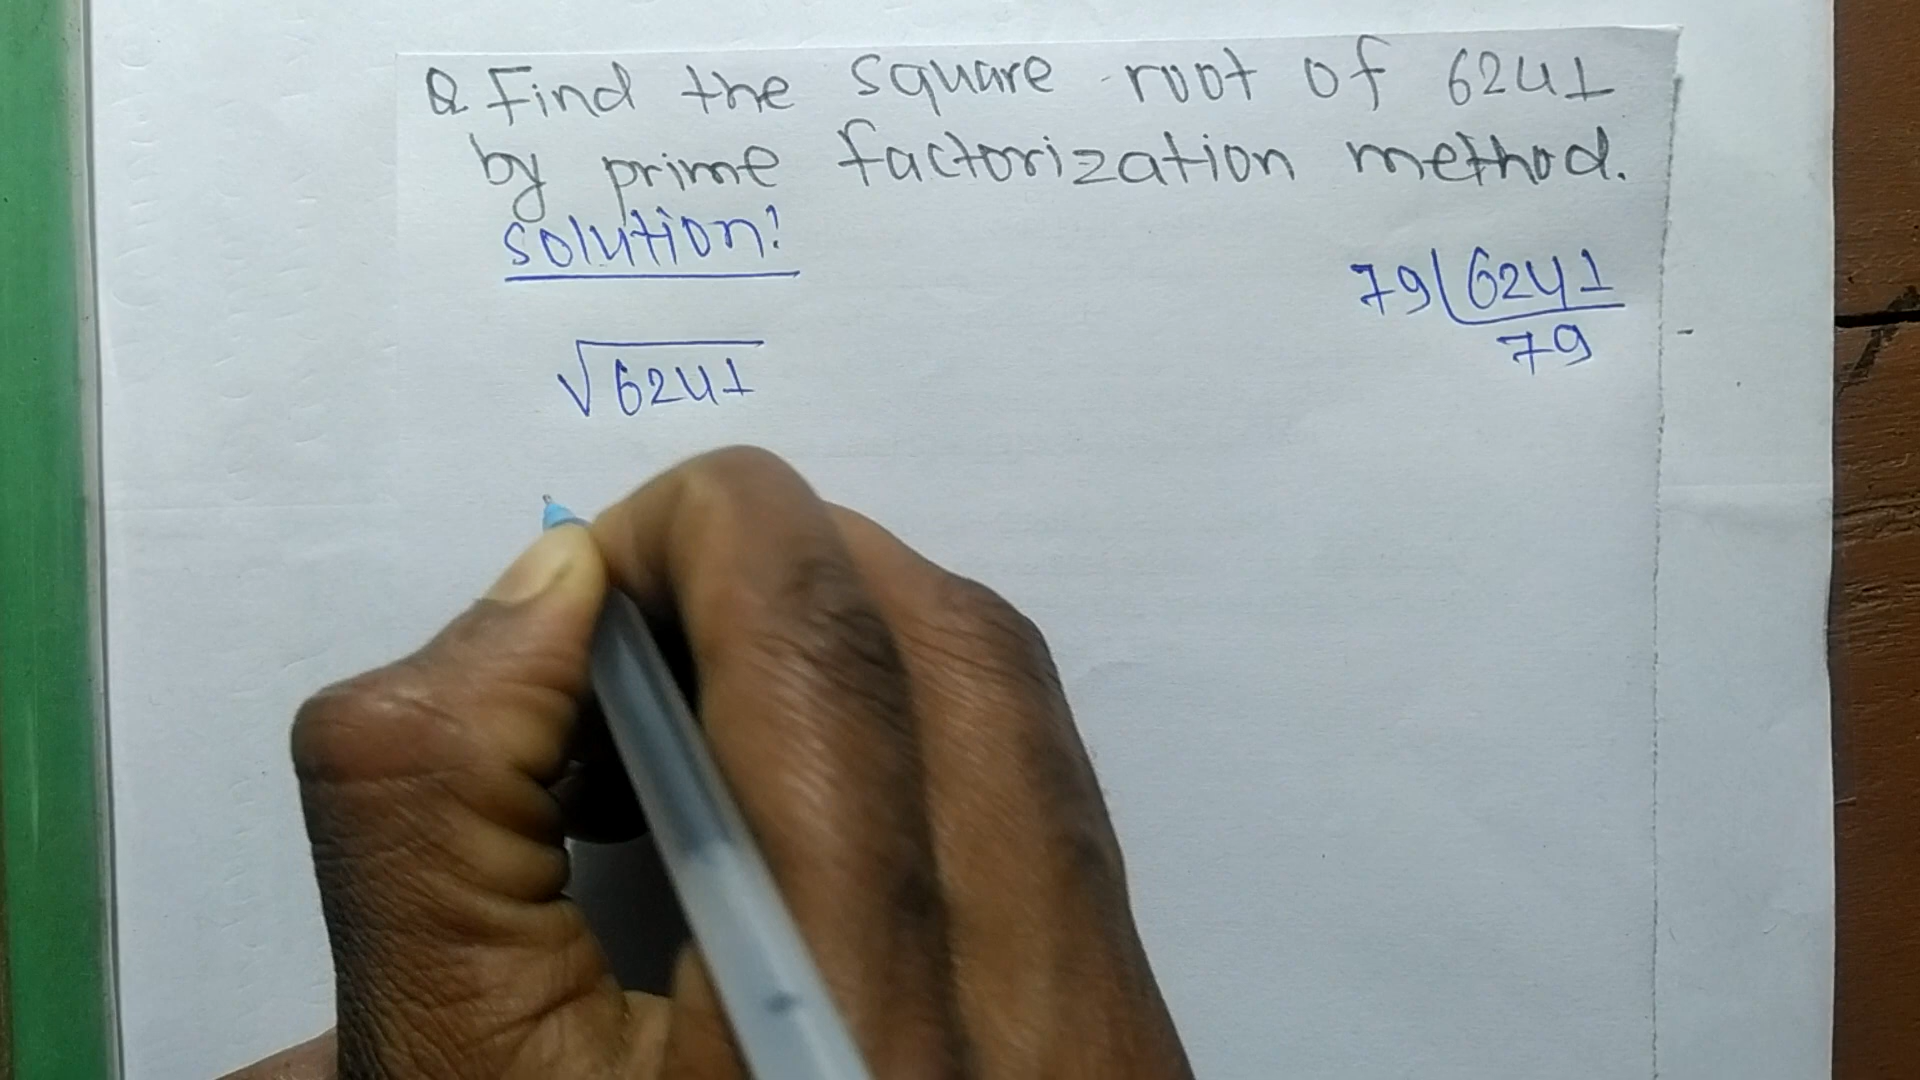 Q Find the square root of 6241
by prime factorization method.
solution:
79 6241
79
√6241